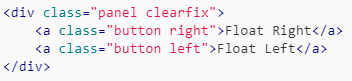 <div class="panel clearfix">
    <a class="button right">Float Right</a>
    <a class="button left">Float Left</a>
</div>